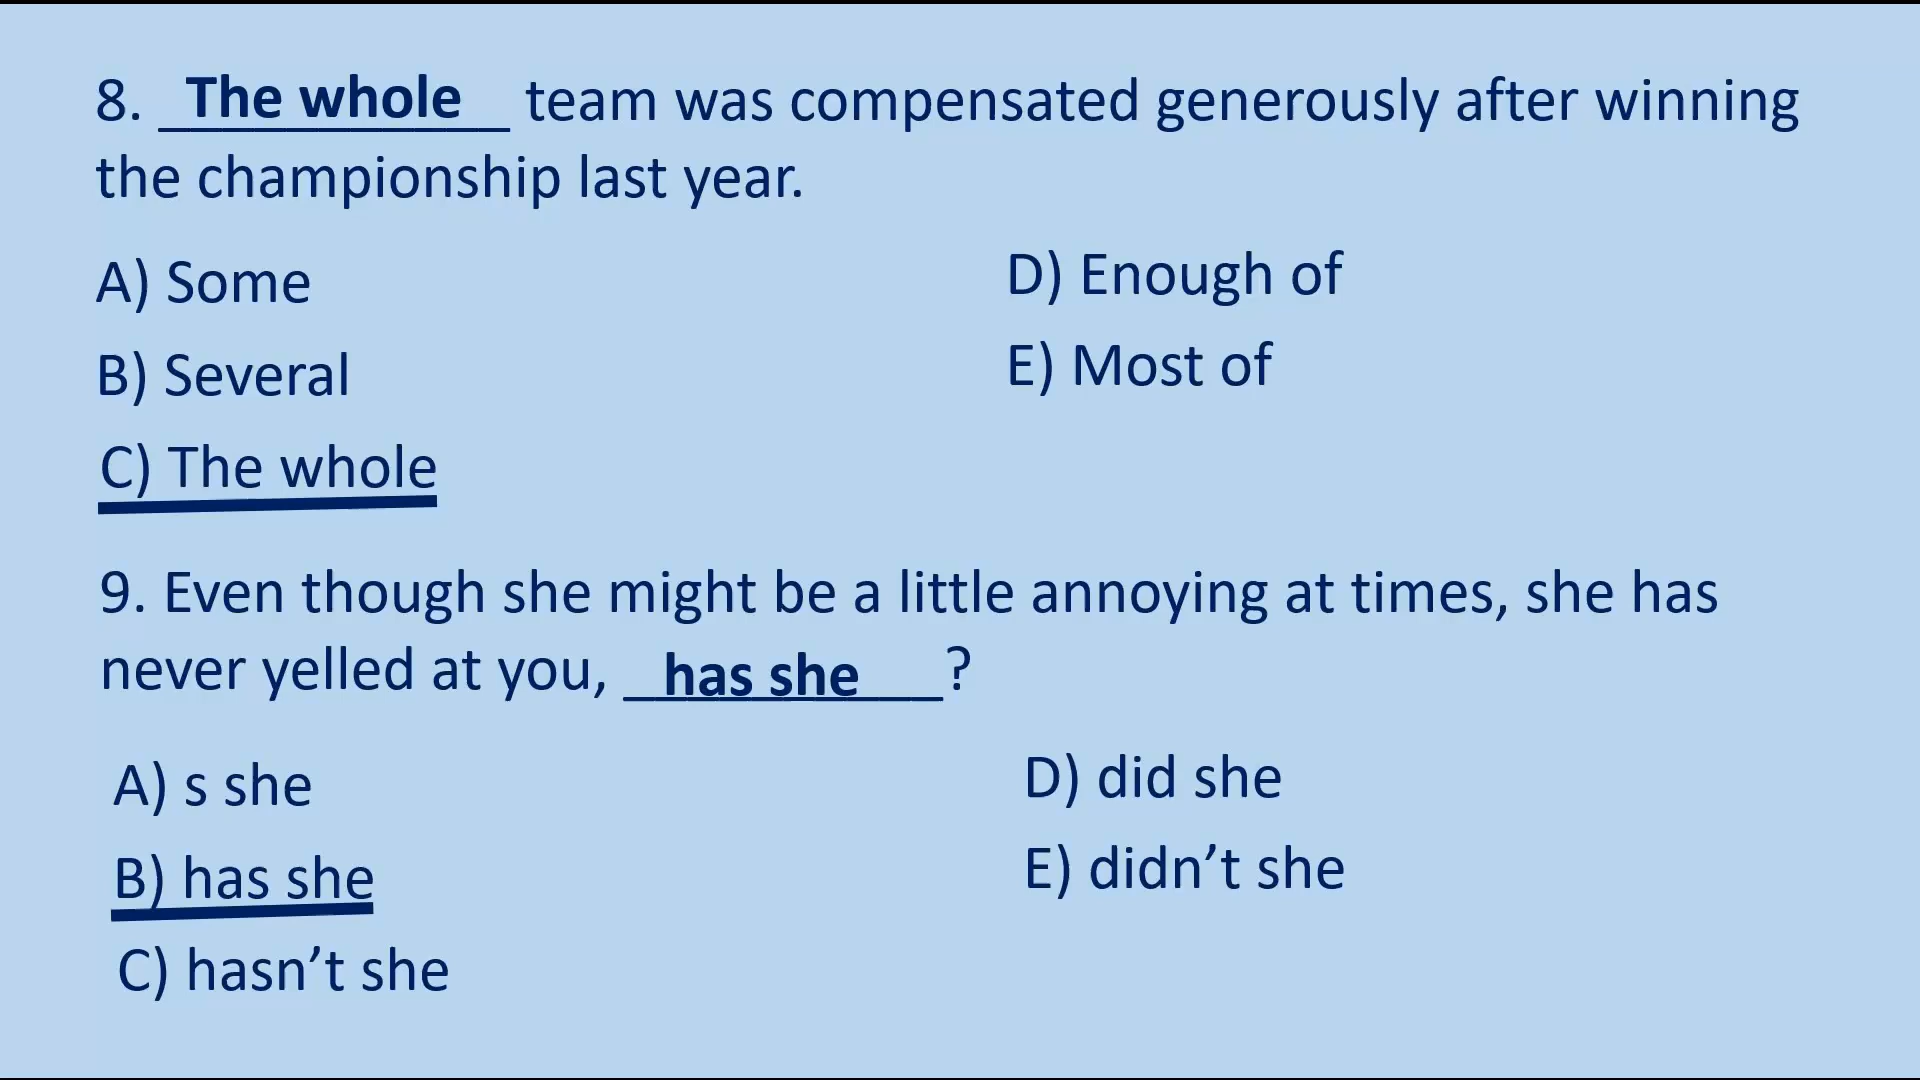 8. The whole team was compensated generously after winning
the championship last year.
A) Some
B) Several
C) The whole
D) Enough of
E) Most of
9. Even though she might be a little annoying at times, she has
never yelled at you, has she?
A) s she
B) has she
C) hasn’t she
D) did she
E) didn’t she